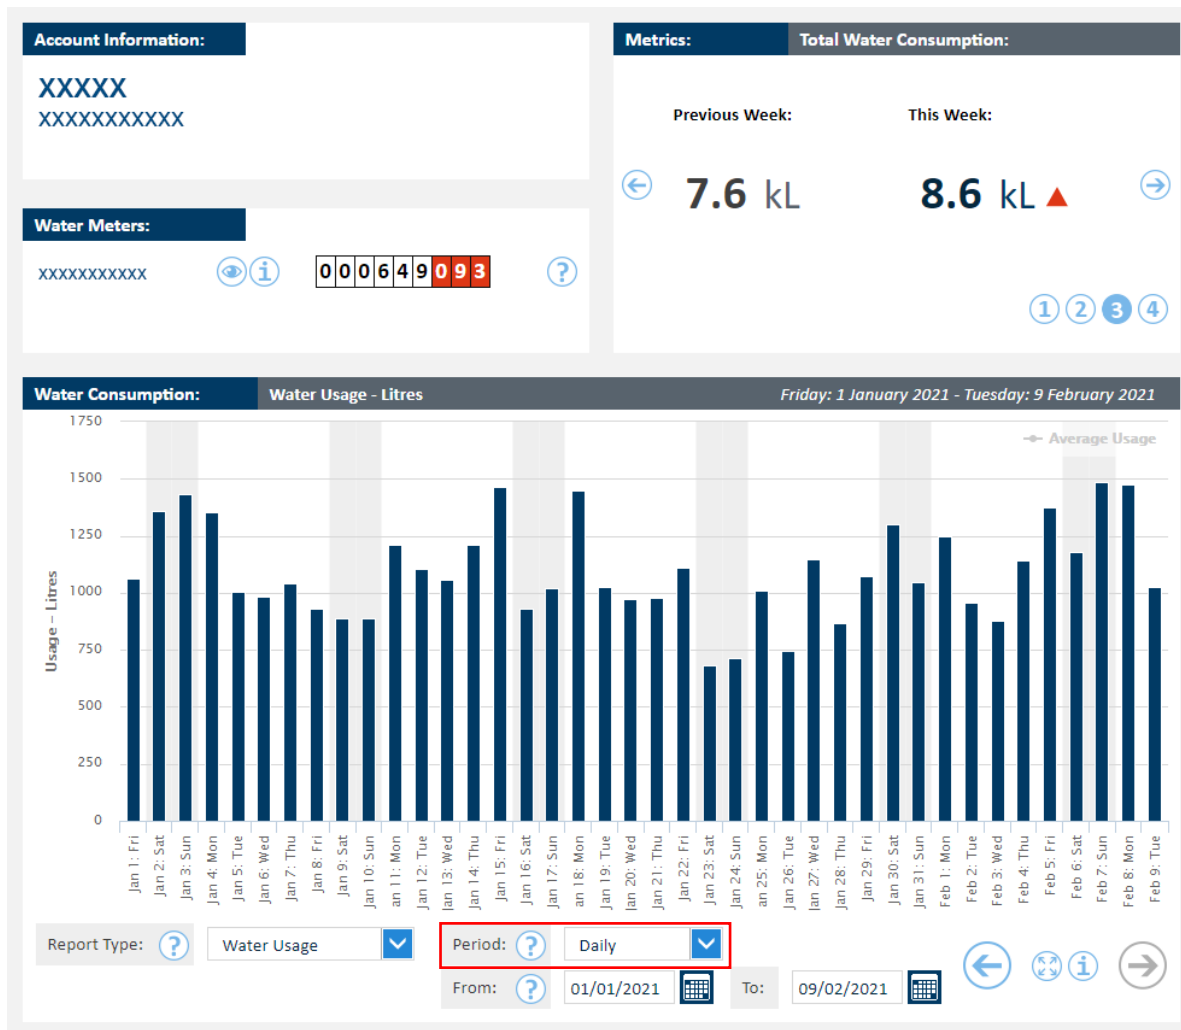 Account Information:
XXXXX
XXXXXXXXXXX
Water Meters:
xxxxxxxxxxx
i
000649093
?
Metrics:
Total Water Consumption:
Previous Week:
This Week:
7.6 kL
8.6 kL
1 2 3 4
Water Consumption:
Water Usage - Litres
Friday: 1 January 2021 - Tuesday: 9 February 2021
Average Usage
Usage – Litres
1750
1500
1250
1000
750
500
250
0
Jan 1: Fri
Jan 2: Sat
Jan 3: Sun
Jan 4: Mon
Jan 5: Tue
Jan 6: Wed
Jan 7: Thu
Jan 8: Fri
Jan 9: Sat
Jan 10: Sun
an 11: Mon
Jan 12: Tue
Jan 13: Wed
Jan 14: Thu
Jan 15: Fri
Jan 16: Sat
Jan 17: Sun
an 18: Mon
Jan 19: Tue
Jan 20: Wed
Jan 21: Thu
Jan 22: Fri
Jan 23: Sat
Jan 24: Sun
an 25: Mon
Jan 26: Tue
Jan 27: Wed
Jan 28: Thu
Jan 29: Fri
Jan 30: Sat
Jan 31: Sun
Feb 1: Mon
Feb 2: Tue
Feb 3: Wed
Feb 4: Thu
Feb 5: Fri
Feb 6: Sat
Feb 7: Sun
Feb 8: Mon
Feb 9: Tue
Report Type: ? Water Usage
Period: ? Daily
From: ? 01/01/2021 To: 09/02/2021
i